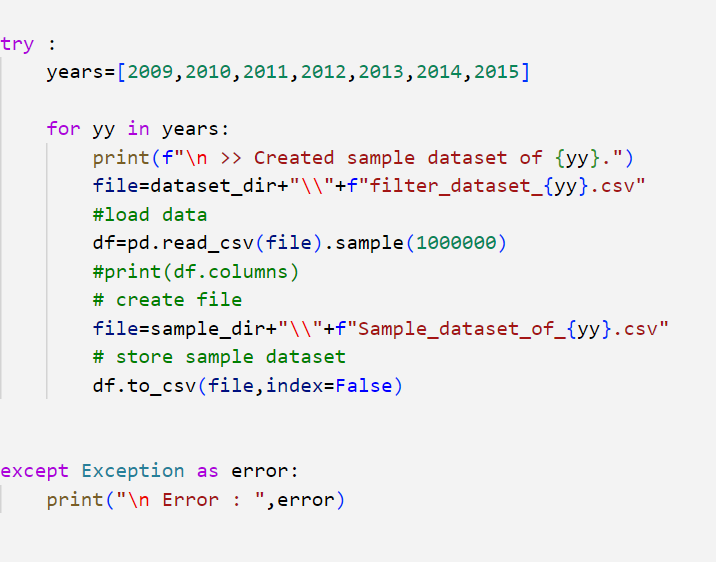 try :
years=[2009,2010,2011,2012,2013,2014,2015]
for yy in years:
print(f"\n >> Created sample dataset of {yy}.")
file=dataset_dir+"\\"+f"filter_dataset_{yy}.csv"
#load data
df=pd.read_csv(file).sample(1000000)
#print(df.columns)
# create file
file=sample_dir+"\\"+f"Sample_dataset_of_{yy}.csv"
# store sample dataset
df.to_csv(file,index=False)
except Exception as error:
print("\n Error : ",error)